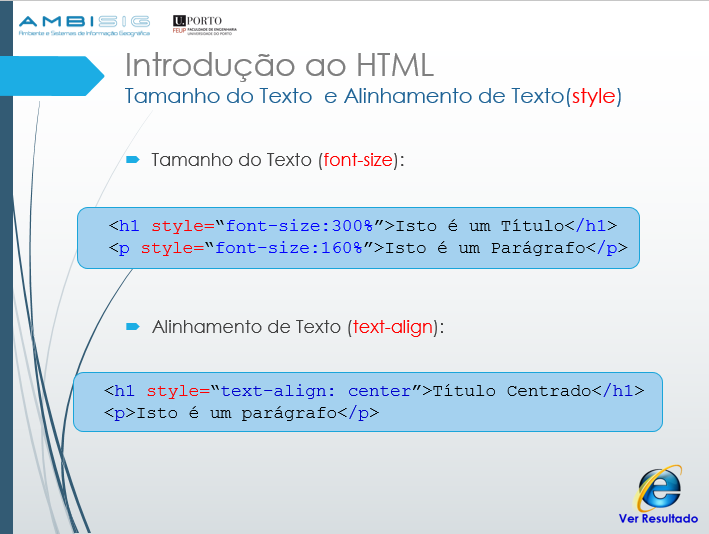 AMBISIG
Ambiente e Sistemas de Informação Geográfica
U.PORTO
FEUP FACULDADE DE ENGENHARIA
UNIVERSIDADE DO PORTO
Introdução ao HTML
Tamanho do Texto e Alinhamento de Texto(style)
Tamanho do Texto (font-size):
<h1 style=“font-size:300%”>Isto é um Título</h1>
<p style=“font-size:160%”>Isto é um Parágrafo</p>
Alinhamento de Texto (text-align):
<h1 style=“text-align: center”>Título Centrado</h1>
<p>Isto é um parágrafo</p>
Ver Resultado